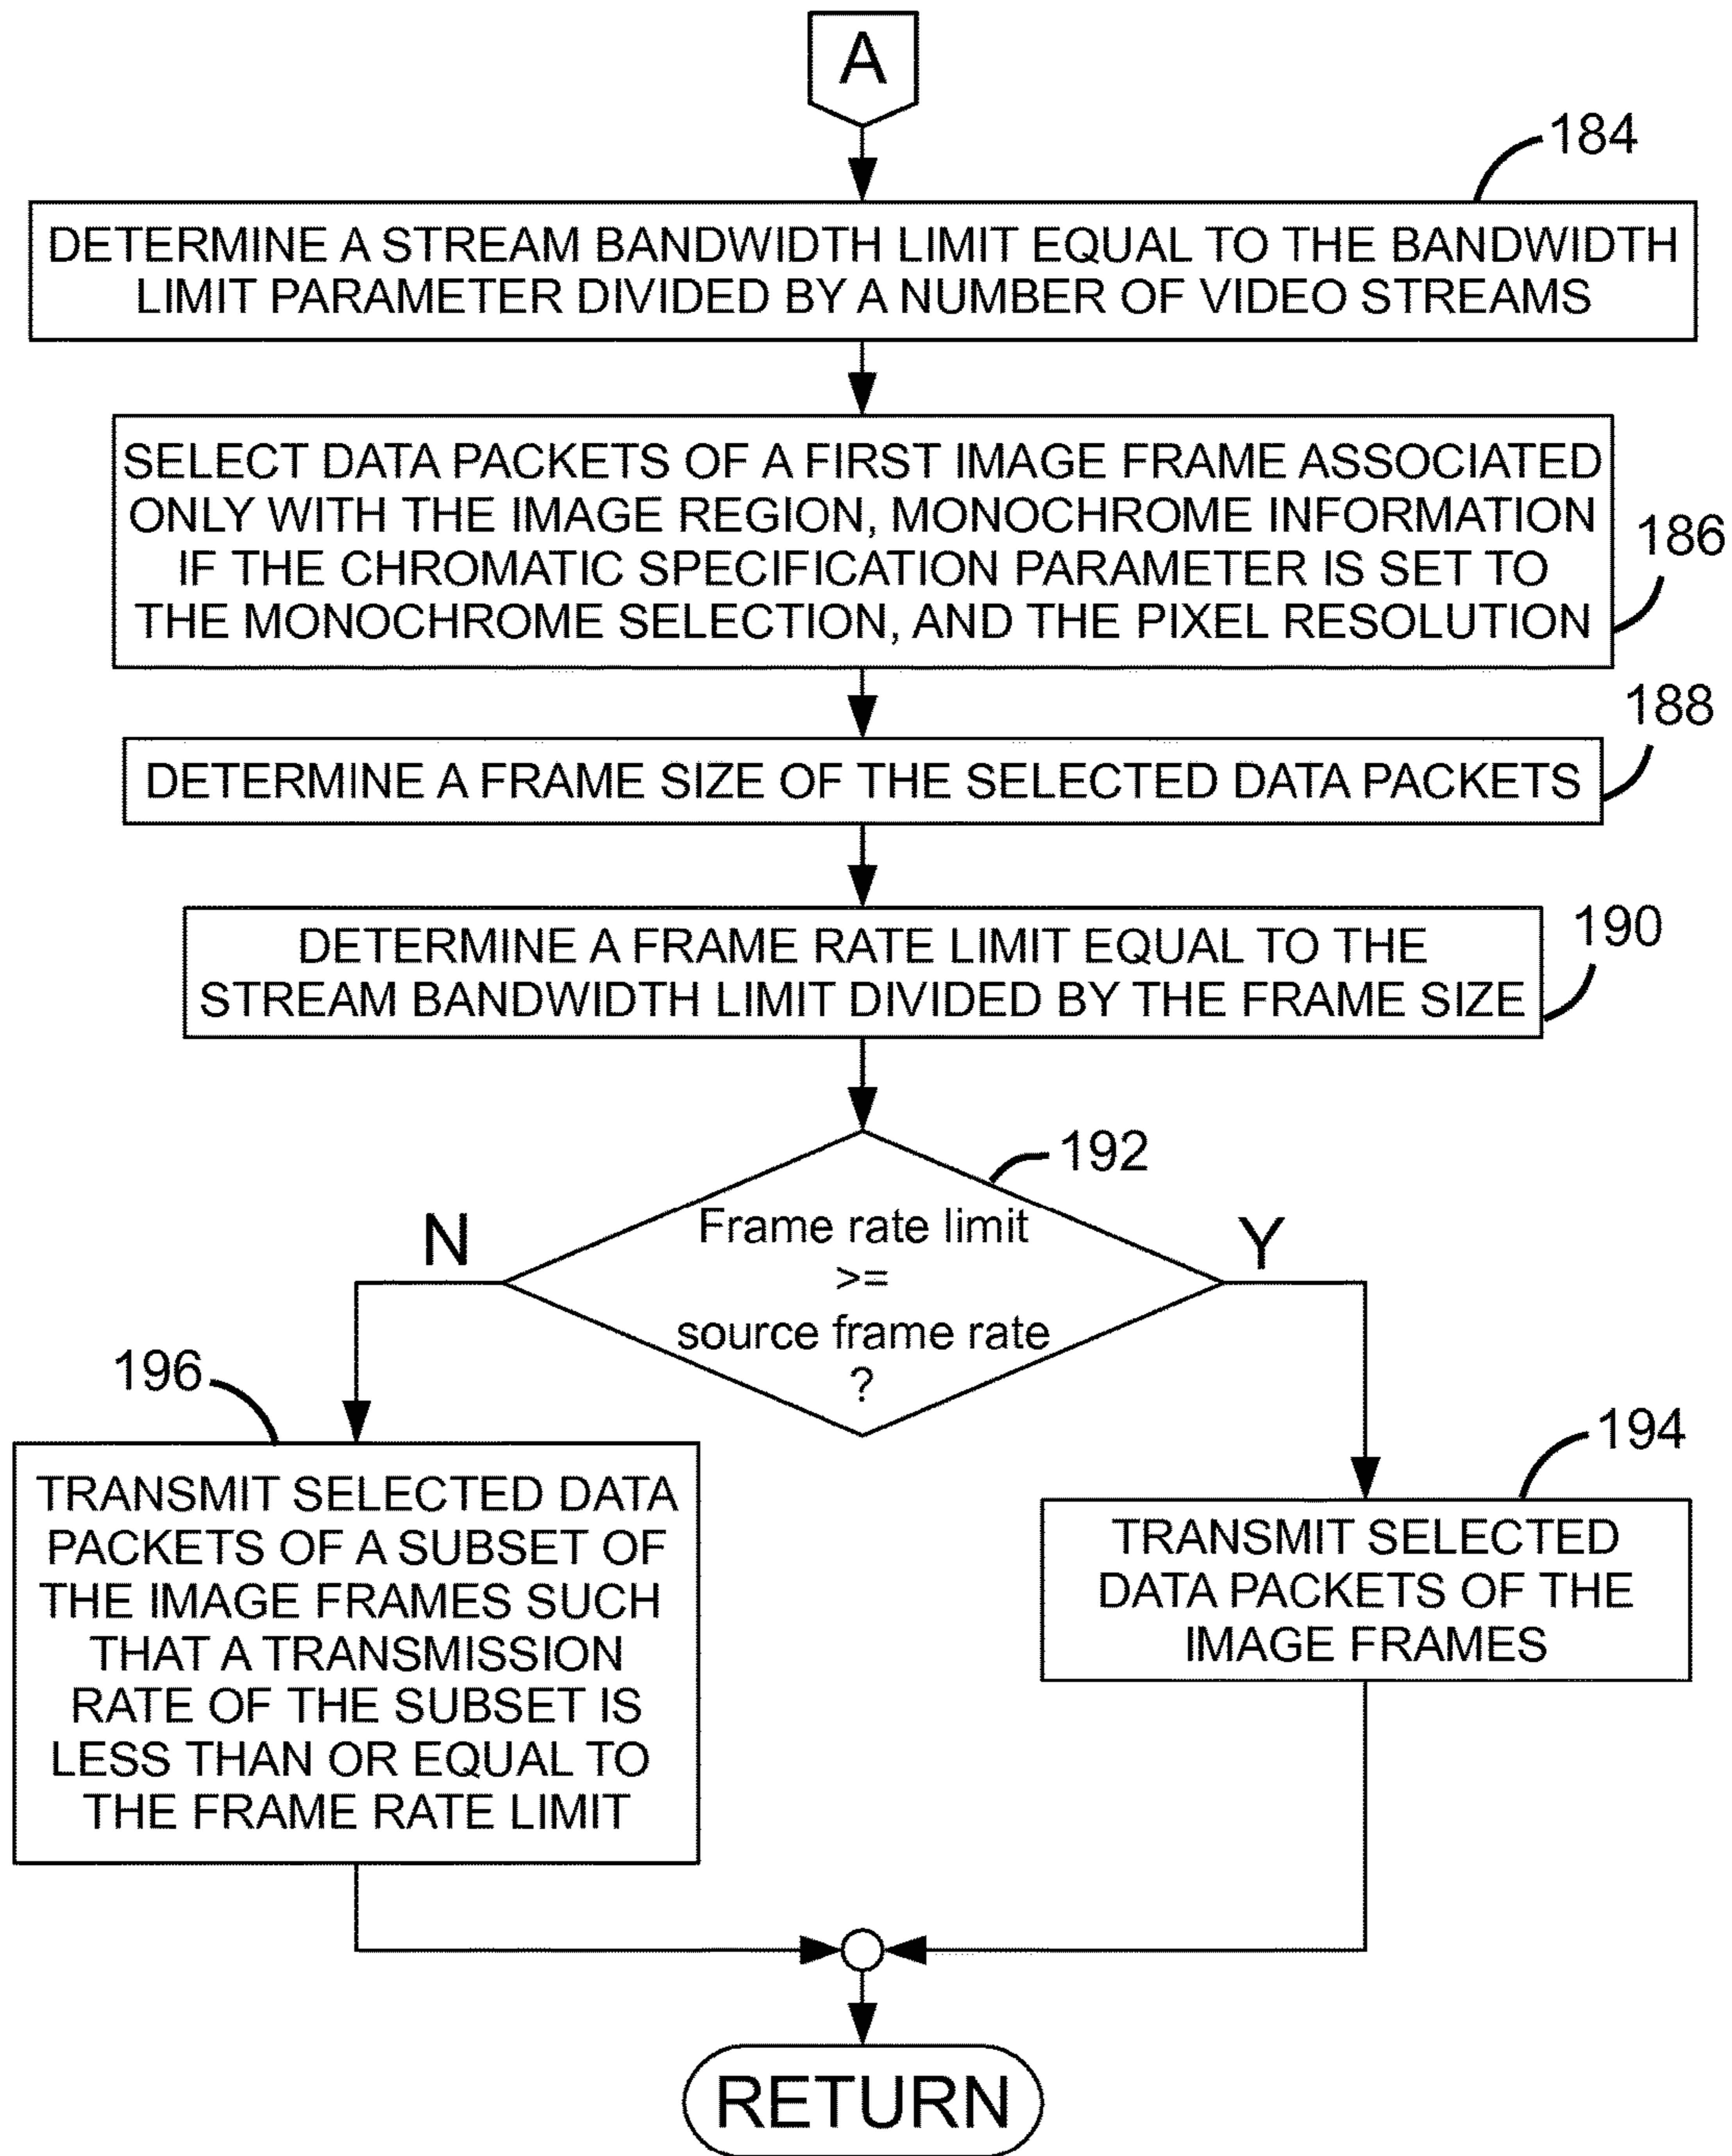 A
184
DETERMINE A STREAM BANDWIDTH LIMIT EQUAL TO THE BANDWIDTH
LIMIT PARAMETER DIVIDED BY A NUMBER OF VIDEO STREAMS
SELECT DATA PACKETS OF A FIRST IMAGE FRAME ASSOCIATED
ONLY WITH THE IMAGE REGION, MONOCHROME INFORMATION
IF THE CHROMATIC SPECIFICATION PARAMETER IS SET TO
THE MONOCHROME SELECTION, AND THE PIXEL RESOLUTION
186
188
DETERMINE A FRAME SIZE OF THE SELECTED DATA PACKETS
190
DETERMINE A FRAME RATE LIMIT EQUAL TO THE
STREAM BANDWIDTH LIMIT DIVIDED BY THE FRAME SIZE
192
Frame rate limit
>=
source frame rate
?
N
Y
196
TRANSMIT SELECTED DATA
PACKETS OF A SUBSET OF
THE IMAGE FRAMES SUCH
THAT A TRANSMISSION
RATE OF THE SUBSET IS
LESS THAN OR EQUAL TO
THE FRAME RATE LIMIT
194
TRANSMIT SELECTED
DATA PACKETS OF THE
IMAGE FRAMES
RETURN